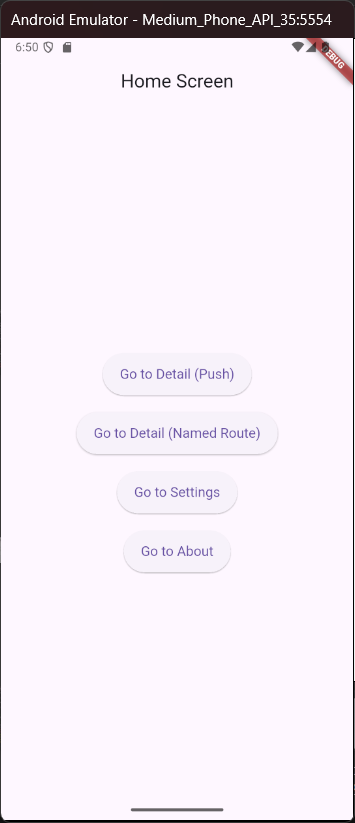 Android Emulator - Medium_Phone_API_35:5554
6:50
DEBUG
Home Screen
Go to Detail (Push)
Go to Detail (Named Route)
Go to Settings
Go to About